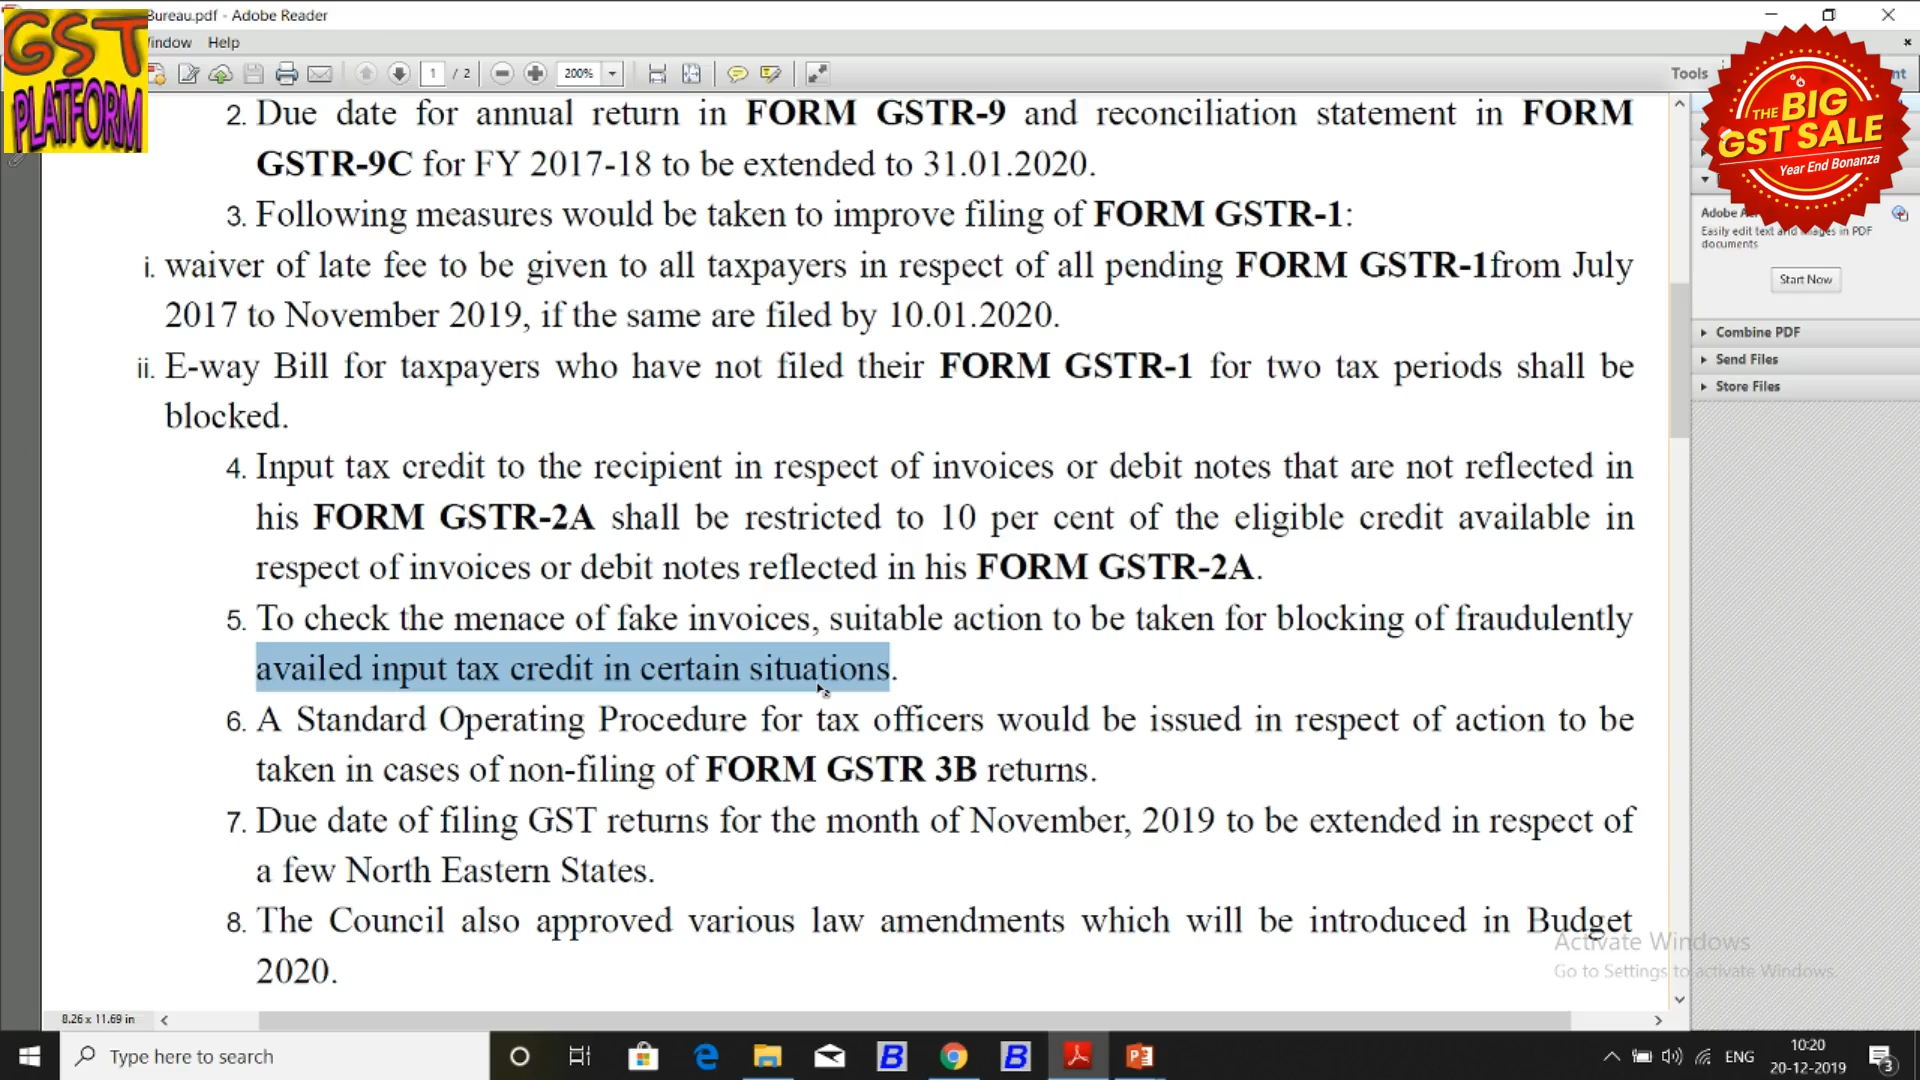 Bureau.pdf - Adobe Reader
indow Help
1 / 2 200% Tools nt
GST
PLATFORM
THE BIG
GST SALE
Year End Bonanza
2. Due date for annual return in FORM GSTR-9 and reconciliation statement in FORM
GSTR-9C for FY 2017-18 to be extended to 31.01.2020.
3. Following measures would be taken to improve filing of FORM GSTR-1:
i. waiver of late fee to be given to all taxpayers in respect of all pending FORM GSTR-1from July
2017 to November 2019, if the same are filed by 10.01.2020.
ii. E-way Bill for taxpayers who have not filed their FORM GSTR-1 for two tax periods shall be
blocked.
4. Input tax credit to the recipient in respect of invoices or debit notes that are not reflected in
his FORM GSTR-2A shall be restricted to 10 per cent of the eligible credit available in
respect of invoices or debit notes reflected in his FORM GSTR-2A.
5. To check the menace of fake invoices, suitable action to be taken for blocking of fraudulently
availed input tax credit in certain situations.
6. A Standard Operating Procedure for tax officers would be issued in respect of action to be
taken in cases of non-filing of FORM GSTR 3B returns.
7. Due date of filing GST returns for the month of November, 2019 to be extended in respect of
a few North Eastern States.
8. The Council also approved various law amendments which will be introduced in Budget
2020.
Adobe A
Easily edit text and images in PDF
documents
Start Now
Combine PDF
Send Files
Store Files
Activate Windows
Go to Settings to activate Windows.
8.26 x 11.69 in
Type here to search
ENG
10:20
20-12-2019
3